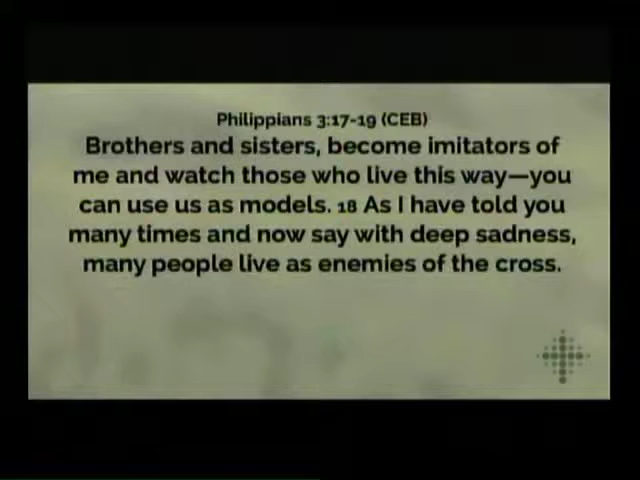 Philippians 3:17-19 (CEB)
Brothers and sisters, become imitators of
me and watch those who live this way—you
can use us as models. 18 As I have told you
many times and now say with deep sadness,
many people live as enemies of the cross.